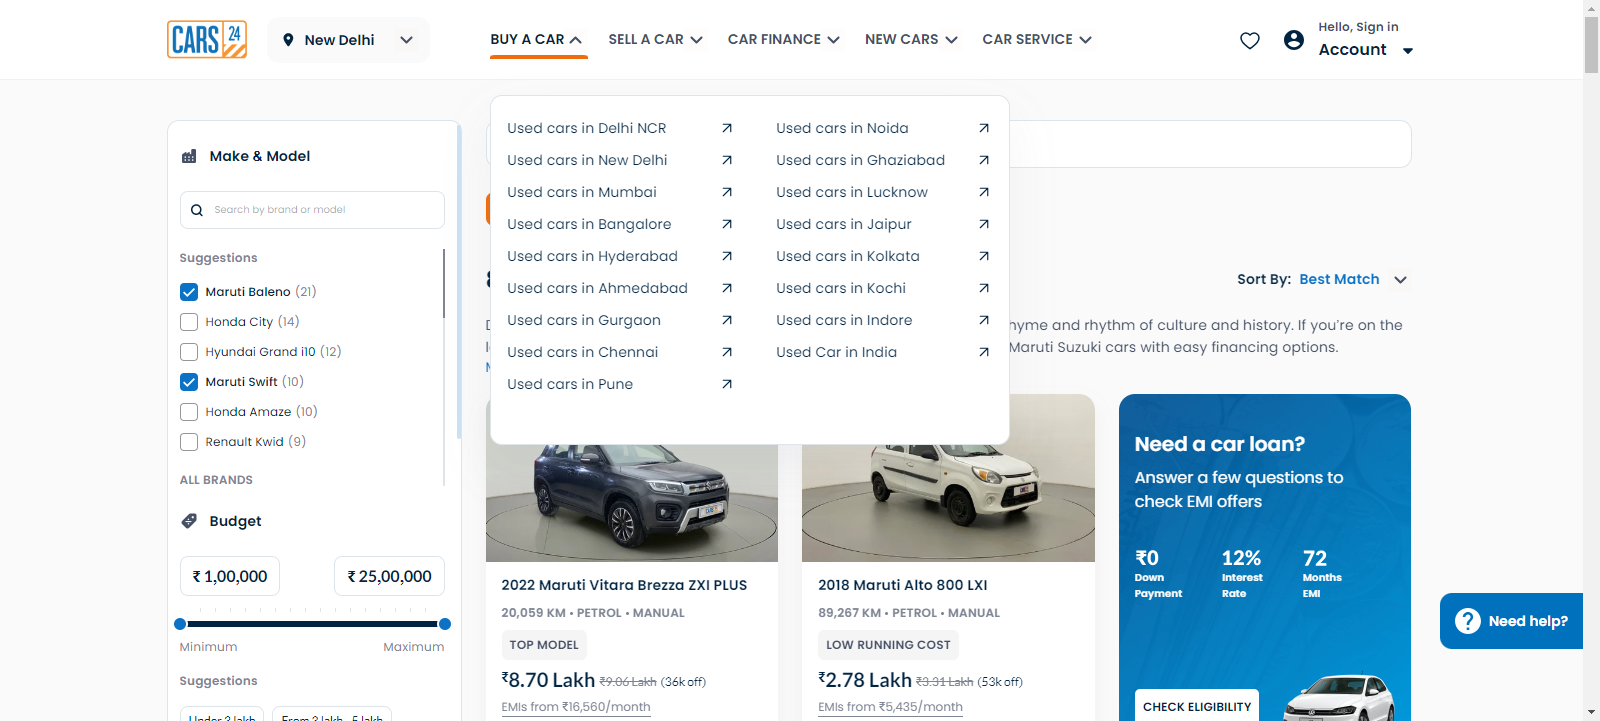 CARS 24
New Delhi
BUY A CAR
SELL A CAR
CAR FINANCE
NEW CARS
CAR SERVICE
Hello, Sign in
Account
Make & Model
Search by brand or model
Suggestions
Maruti Baleno (21)
Honda City (14)
Hyundai Grand i10 (12)
Maruti Swift (10)
Honda Amaze (10)
Renault Kwid (9)
ALL BRANDS
Budget
₹ 1,00,000
₹ 25,00,000
Minimum
Maximum
Suggestions
Under 3 lakh
From 3 lakh - 5 lakh
Used cars in Delhi NCR
Used cars in New Delhi
Used cars in Mumbai
Used cars in Bangalore
Used cars in Hyderabad
Used cars in Ahmedabad
Used cars in Gurgaon
Used cars in Chennai
Used cars in Pune
Used cars in Noida
Used cars in Ghaziabad
Used cars in Lucknow
Used cars in Jaipur
Used cars in Kolkata
Used cars in Kochi
Used cars in Indore
Used Car in India
Sort By: Best Match
hyme and rhythm of culture and history. If you're on the
Maruti Suzuki cars with easy financing options.
2022 Maruti Vitara Brezza ZXI PLUS
20,059 KM • PETROL • MANUAL
TOP MODEL
₹8.70 Lakh ₹9.06 Lakh (36k off)
EMIs from ₹16,560/month
2018 Maruti Alto 800 LXI
89,267 KM • PETROL • MANUAL
LOW RUNNING COST
₹2.78 Lakh ₹3.31 Lakh (53k off)
EMIs from ₹5,435/month
Need a car loan?
Answer a few questions to
check EMI offers
₹0
Down
Payment
12%
Interest
Rate
72
Months
EMI
CHECK ELIGIBILITY
Need help?